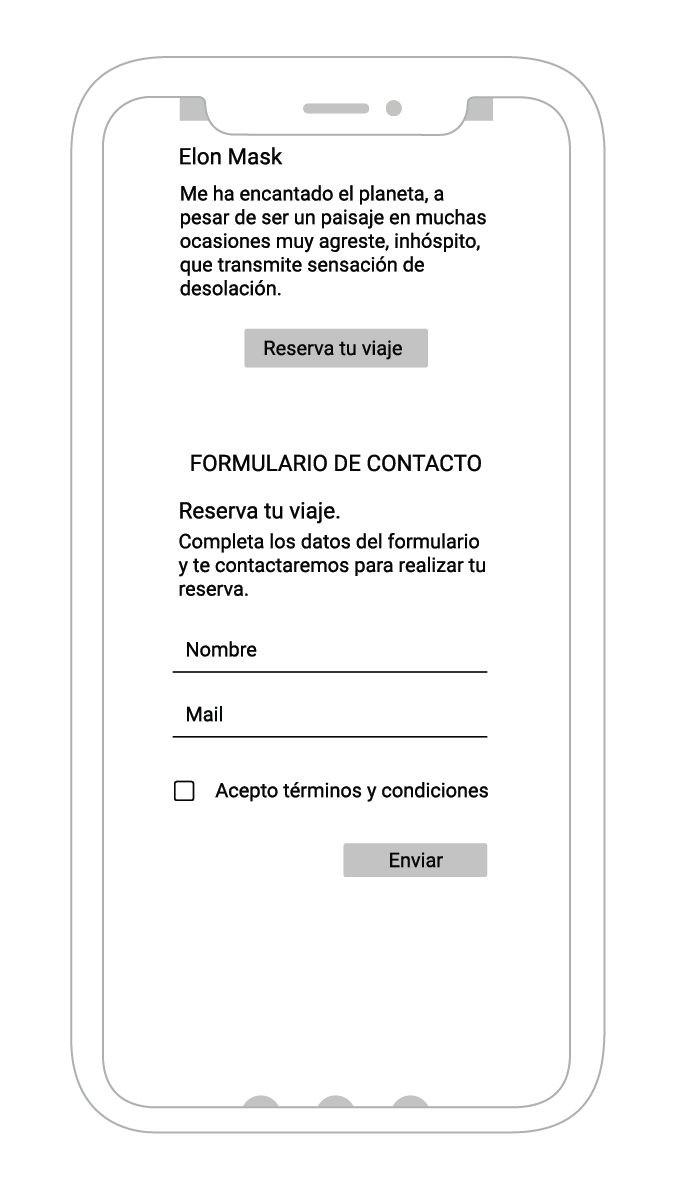 Elon Mask
Me ha encantado el planeta, a
pesar de ser un paisaje en muchas
ocasiones muy agreste, inhóspito,
que transmite sensación de
desolación.
Reserva tu viaje
FORMULARIO DE CONTACTO
Reserva tu viaje.
Completa los datos del formulario
y te contactaremos para realizar tu
reserva.
Nombre
Mail
Acepto términos y condiciones
Enviar